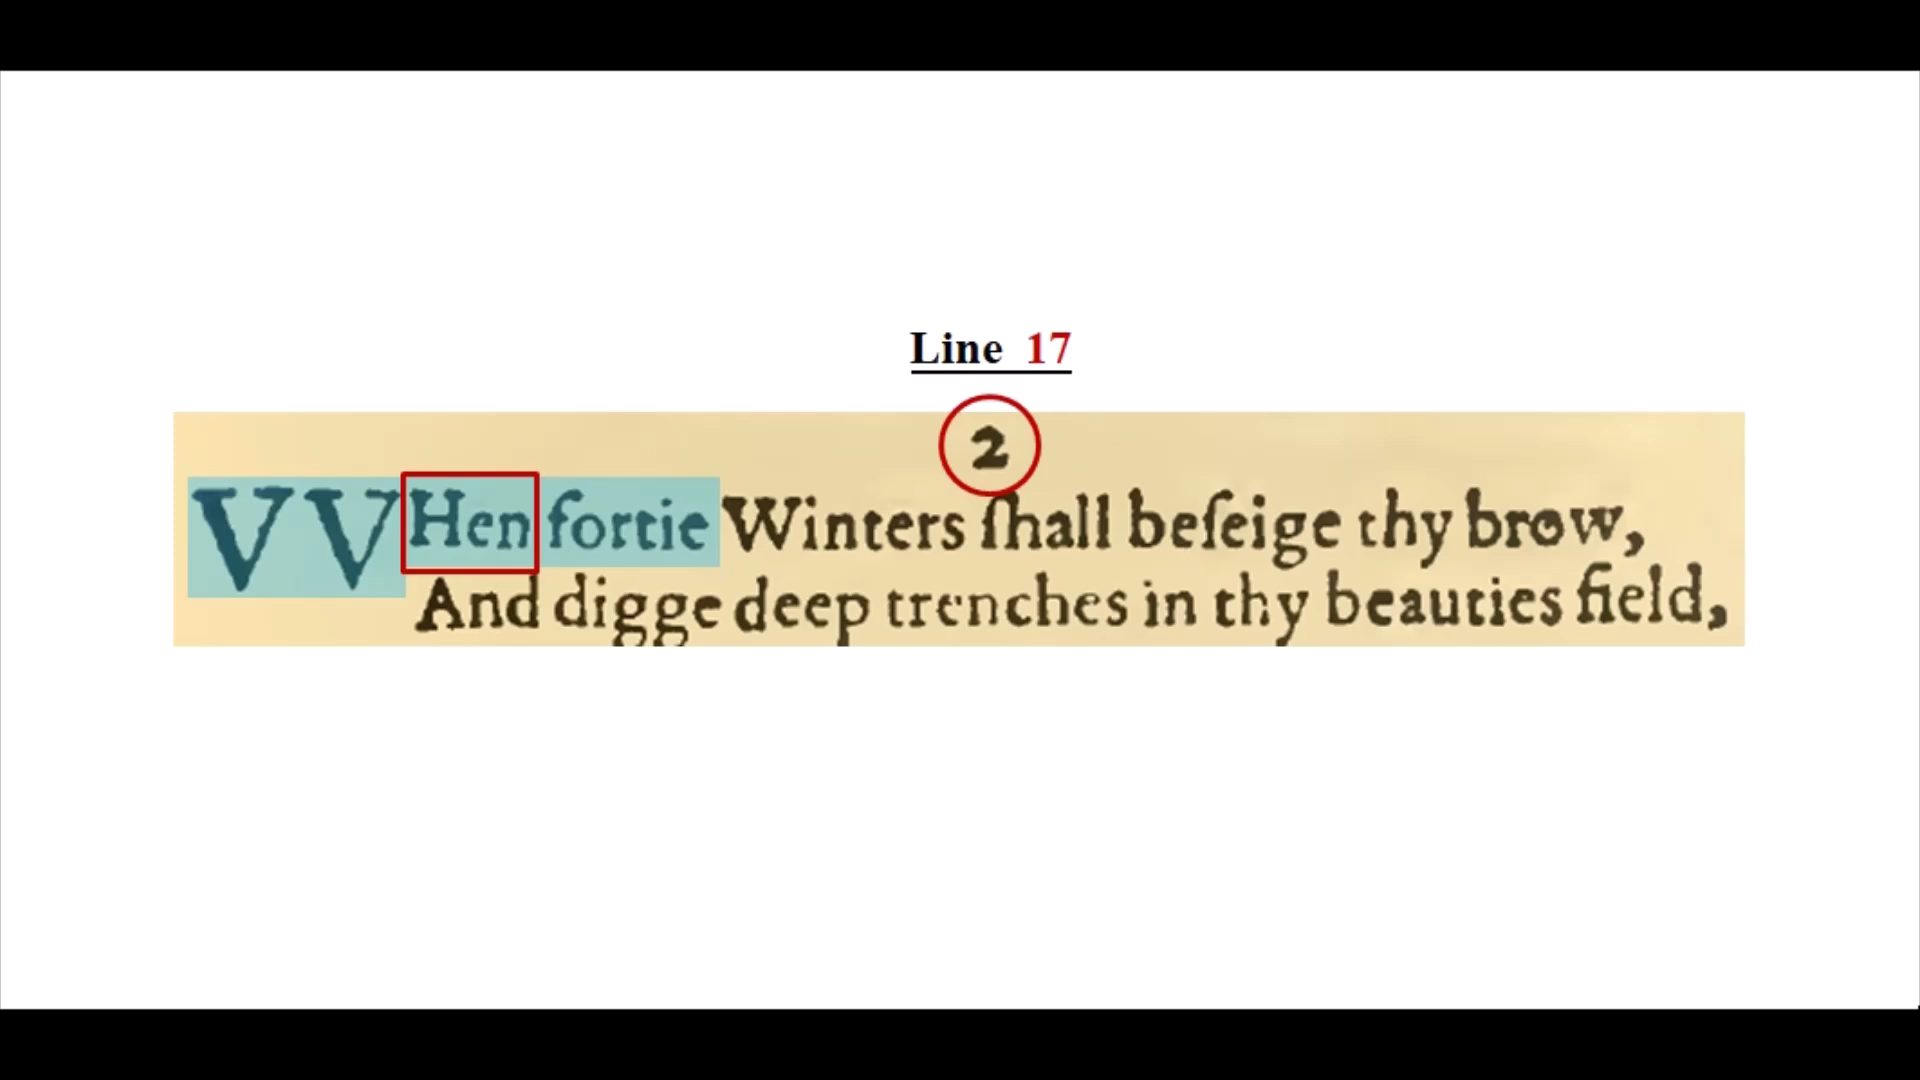 Line 17
2
VVHen fortie Winters ſhall beſeige thy brow,
And digge deep trenches in thy beauties field,